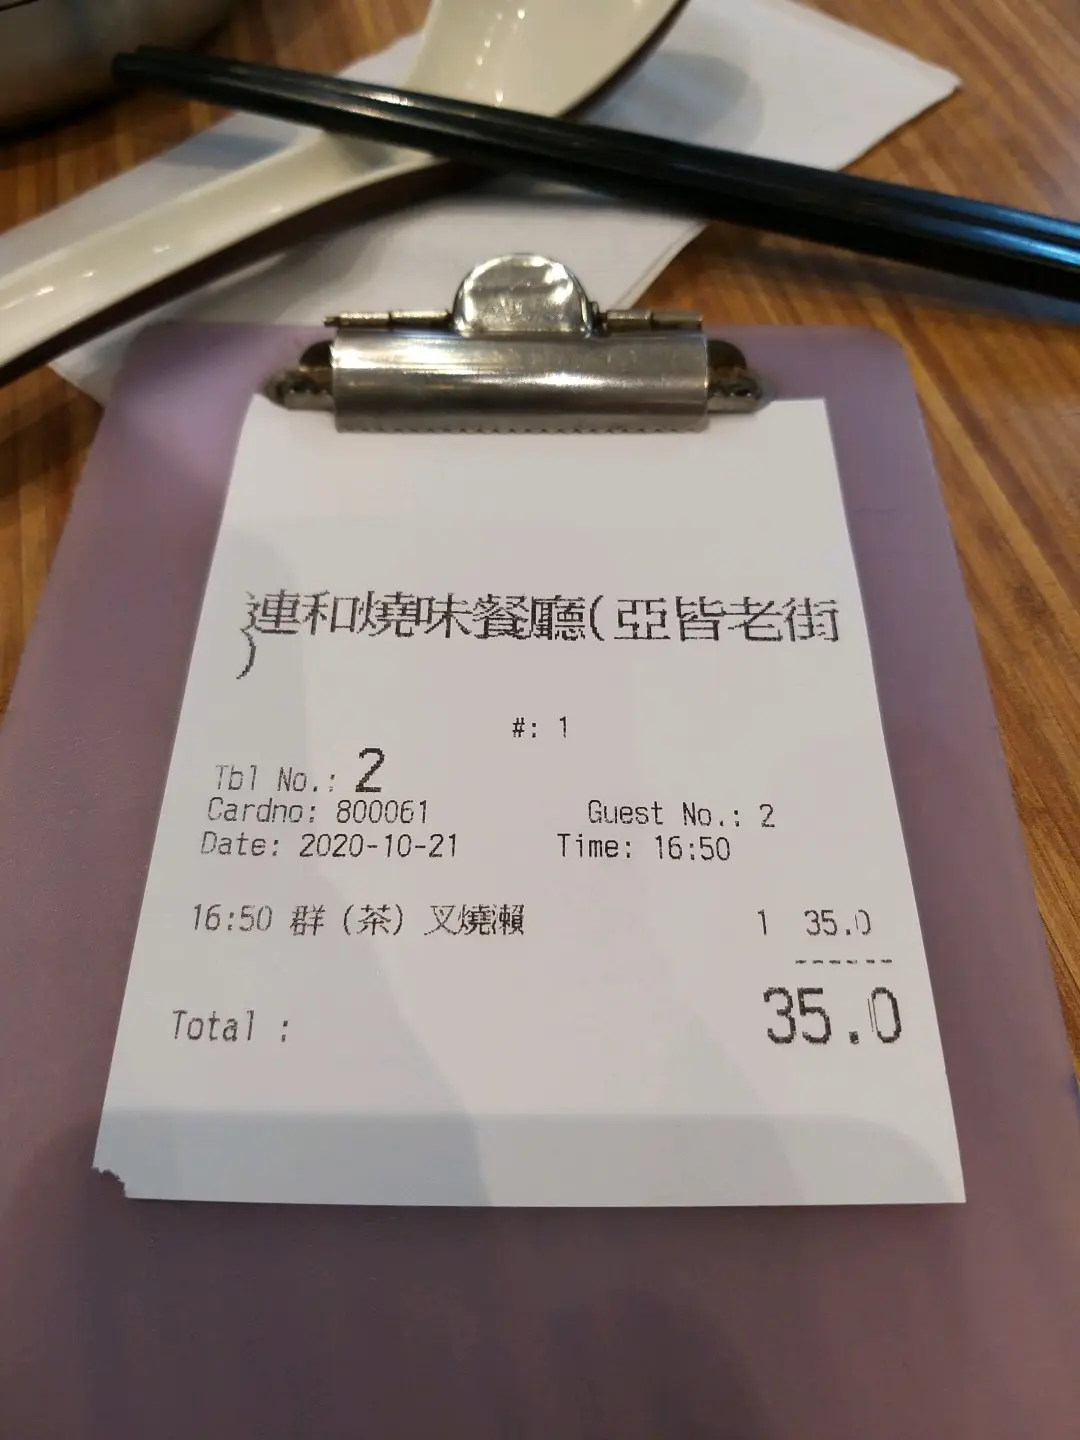 連和燒味餐廳(亞皆老街
)
#: 1
Tbl No.: 2
Cardno: 800061 Guest No.: 2
Date: 2020-10-21 Time: 16:50
16:50 群（茶）叉燒瀨 1 35.0
------
Total : 35.0